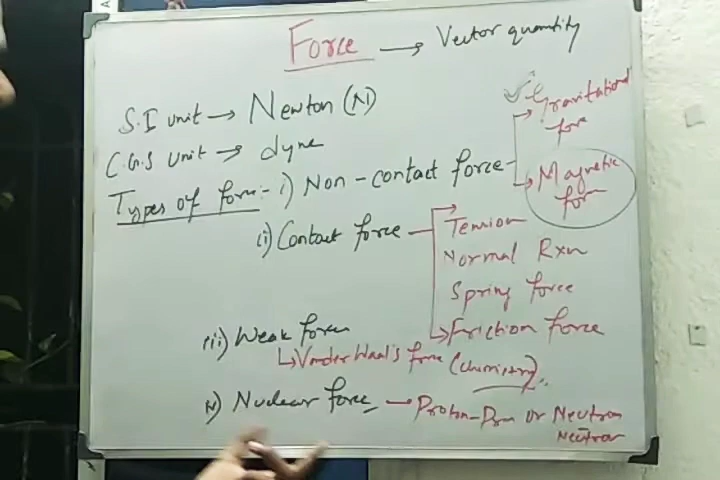 Force → Vector quantity
S.I unit → Newton (N)
C.G.S unit → dyne
Types of force:- i) Non-contact force
Gravitational force
Magnetic force
(i) Contact force
Tension
Normal Rxn
Spring force
Friction force
iii) Weak force
↳ Vander Waal's force (chemistry)
iv) Nuclear force → Proton-Prn or Neutron
Neutron